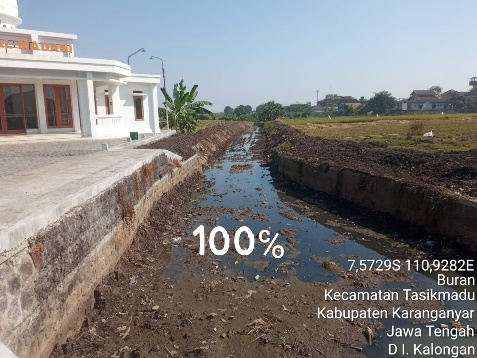 100%
7,5729S 110,9282E
Buran
Kecamatan Tasikmadu
Kabupaten Karanganyar
Jawa Tengah
D I. Kalongan